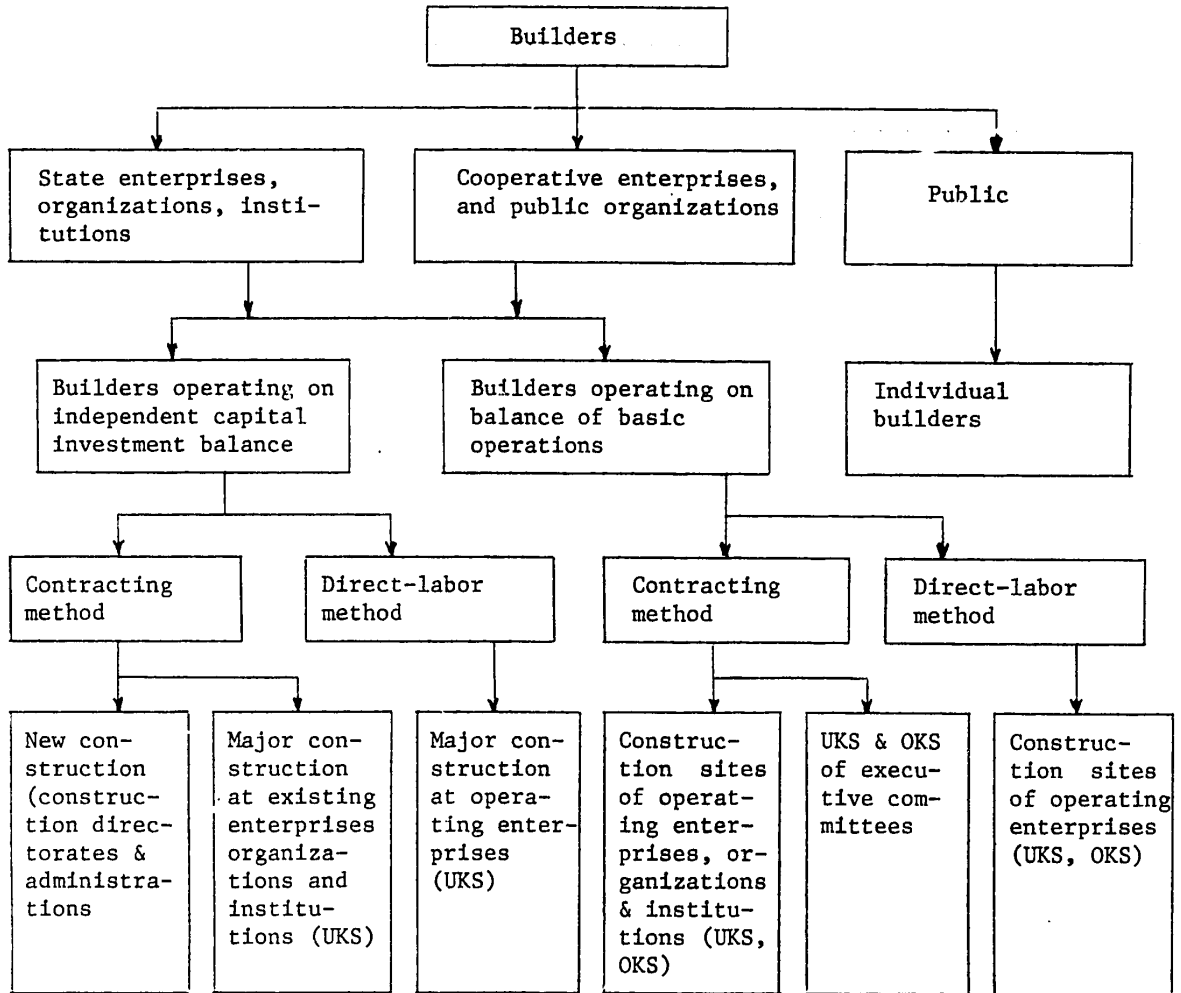 Builders
State enterprises,
organizations, insti-
tutions
Cooperative enterprises,
and public organizations
Public
Builders operating on
independent capital
investment balance
Builders operating on
balance of basic
operations
Individual
builders
Contracting
method
Direct-labor
method
Contracting
method
Direct-labor
method
New con-
struction
(construc-
tion direc-
torates &
administra-
tions
Major con-
struction
at existing
enterprises
organiza-
tions and
institu-
tions (UKS)
Major con-
struction
at opera-
ting enter-
prises
(UKS)
Construc-
tion sites
of operat-
ing enter-
prises, or-
ganizations
& institu-
tions (UKS,
OKS)
UKS & OKS
of execu-
tive com-
mittees
Construc-
tion sites
of operating
enterprises
(UKS, OKS)